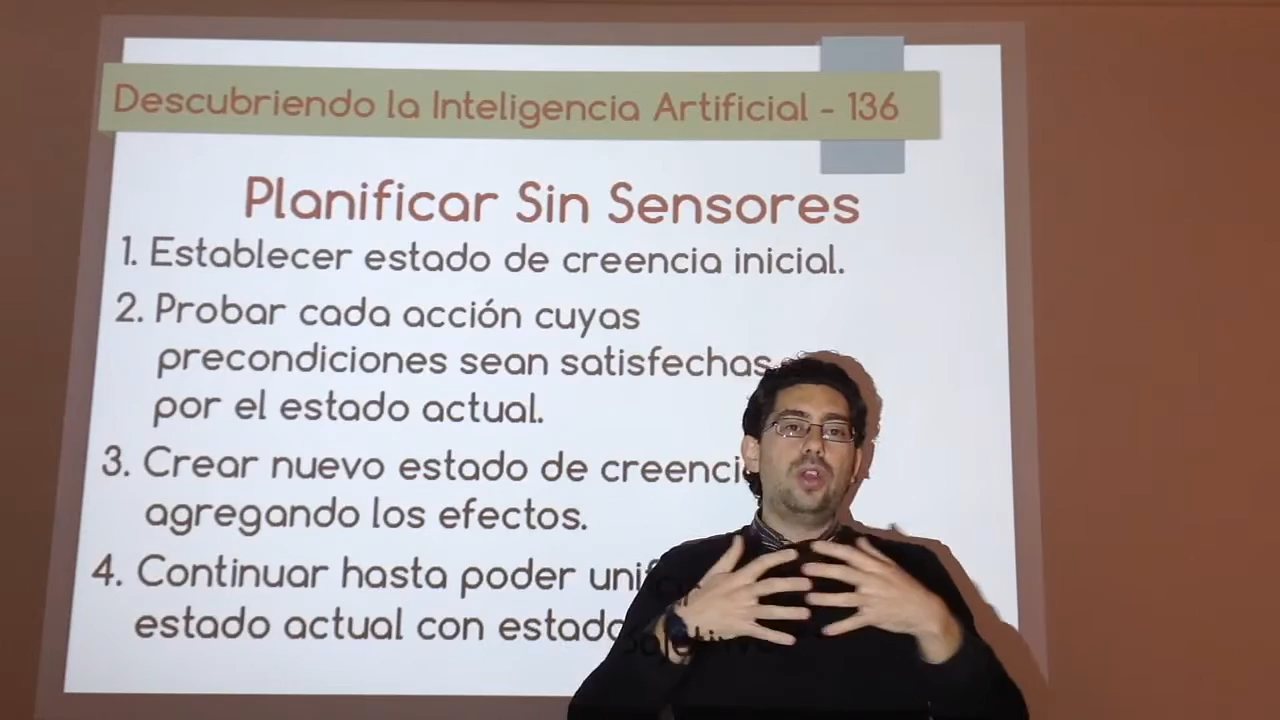 Descubriendo la Inteligencia Artificial - 136
Planificar Sin Sensores
1. Establecer estado de creencia inicial.
2. Probar cada acción cuyas
precondiciones sean satisfechas
por el estado actual.
3. Crear nuevo estado de creencia
agregando los efectos.
4. Continuar hasta poder unificar
estado actual con estado objetivo